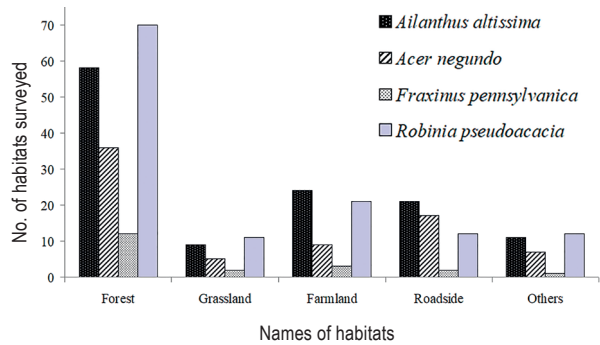 Ailanthus altissima
Acer negundo
Fraxinus pennsylvanica
Robinia pseudoacacia
No. of habitats surveyed
70
60
50
40
30
20
10
0
Forest Grassland Farmland Roadside Others
Names of habitats